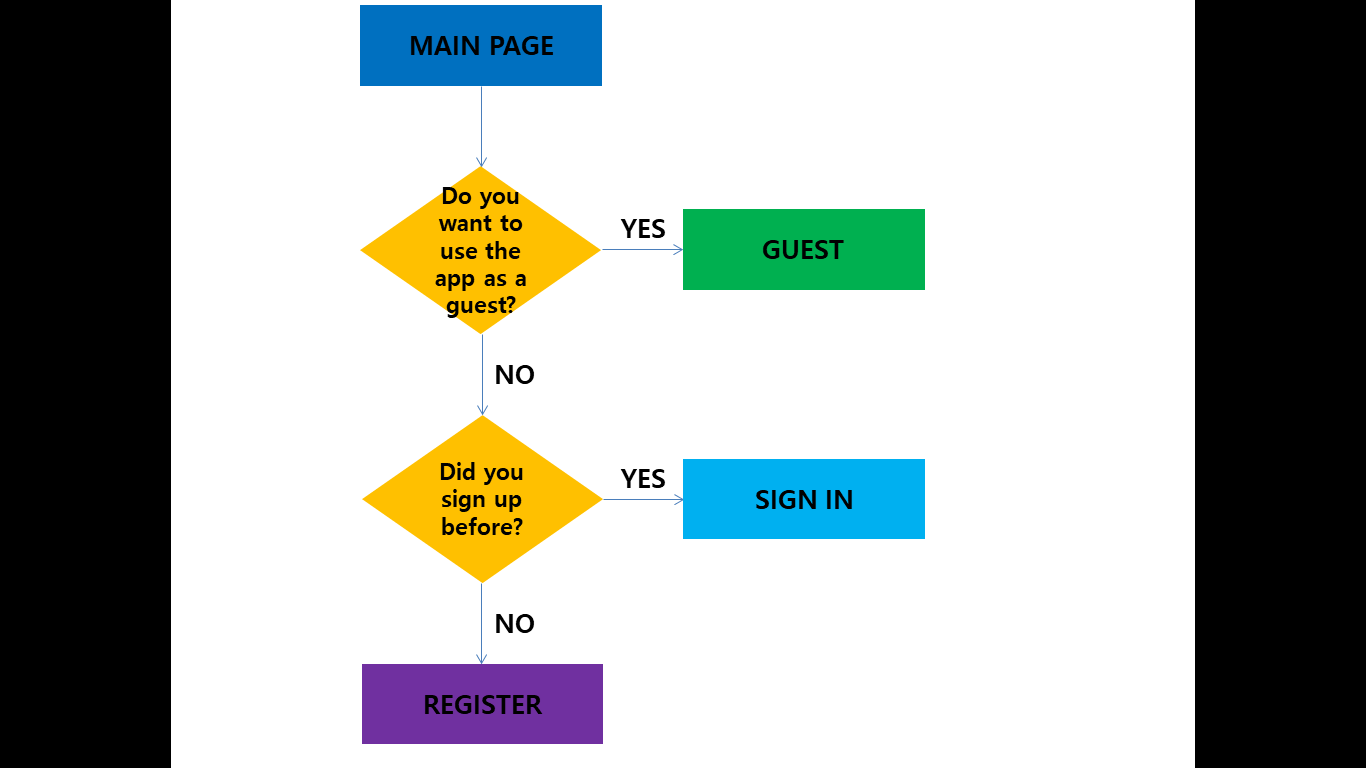 MAIN PAGE
Do you
want to
use the
app as a
guest?
YES
GUEST
NO
Did you
sign up
before?
YES
SIGN IN
NO
REGISTER